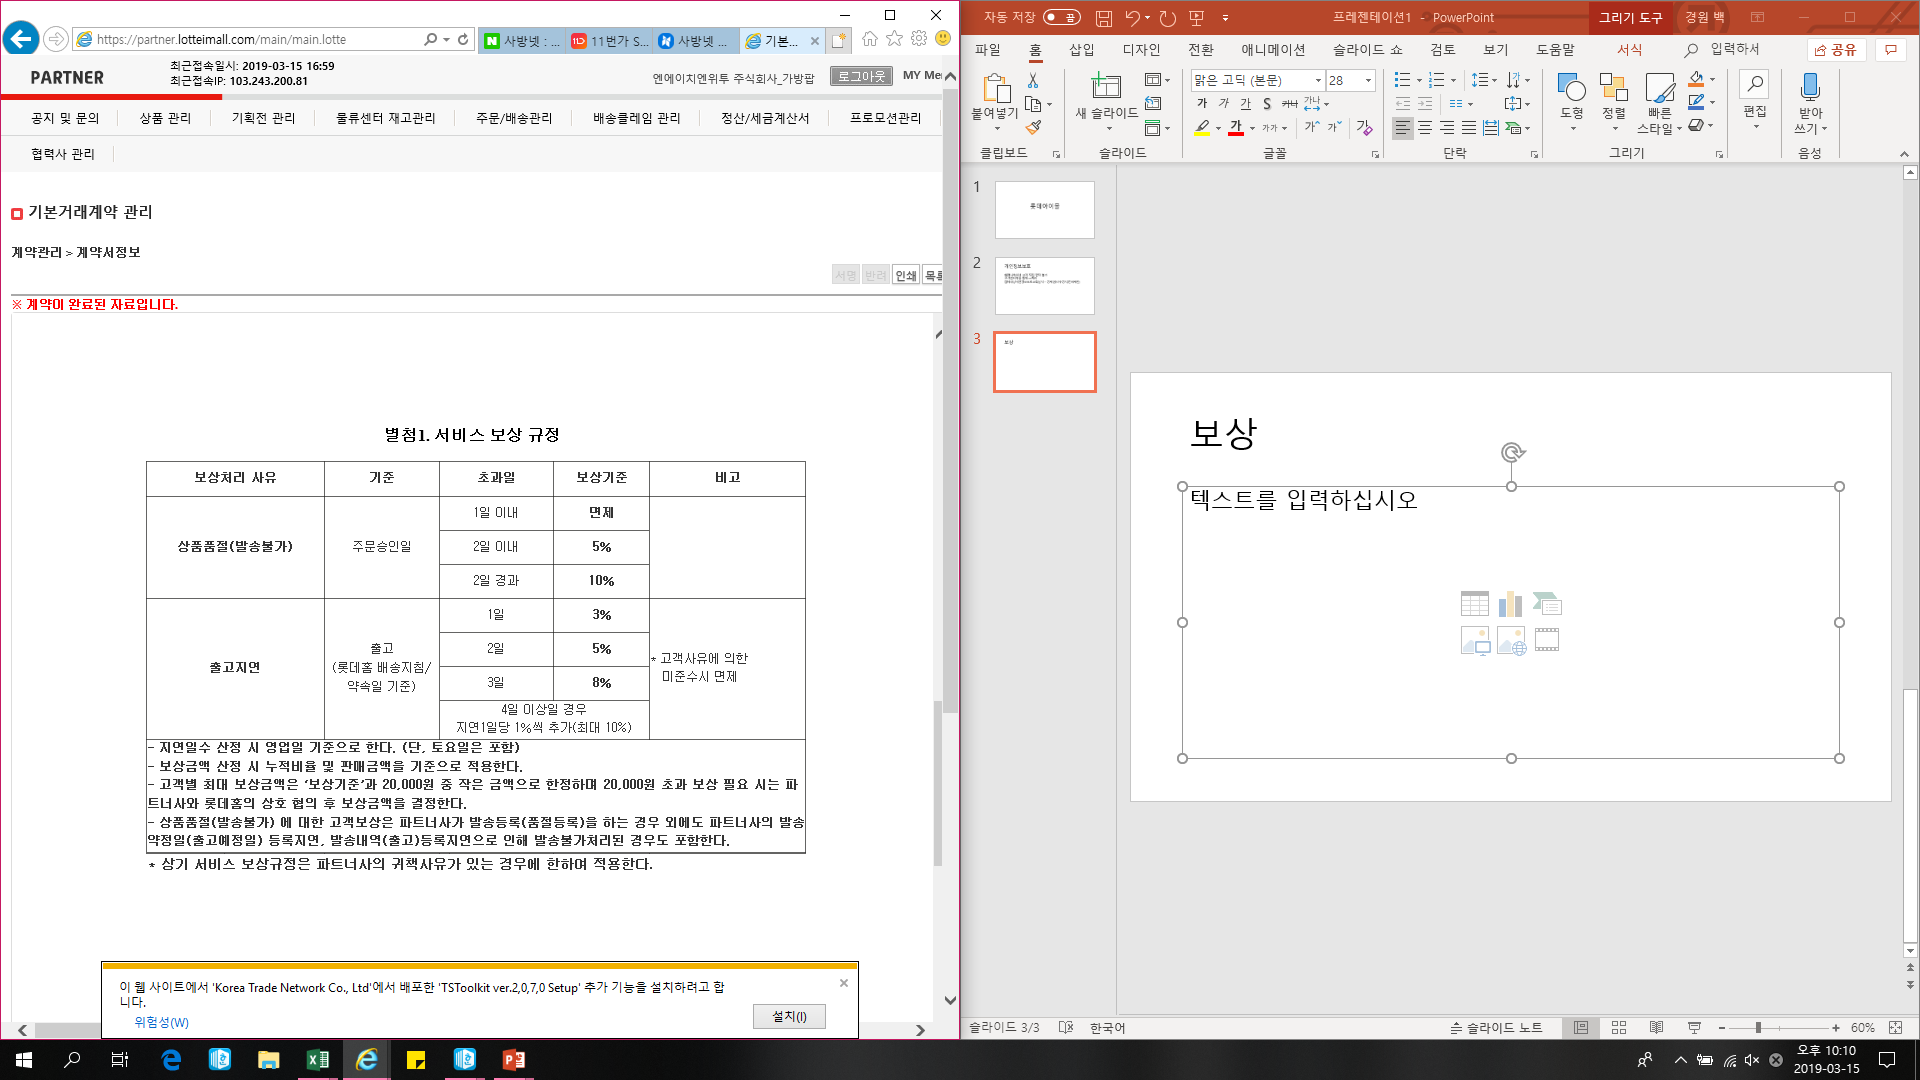 https://partner.lotteimall.com/main/main.lotte
사방넷 : ...
11번가 S...
사방넷 ...
기본...
PARTNER
최근접속일시: 2019-03-15 16:59
최근접속IP: 103.243.200.81
엔에이치엔위투 주식회사_가방팝
로그아웃
공지 및 문의
상품 관리
기획전 관리
물류센터 재고관리
주문/배송관리
배송클레임 관리
정산/세금계산서
프로모션관리
협력사 관리
기본거래계약 관리
계약관리 > 계약서정보
서명
반려
인쇄
※ 계약이 완료된 자료입니다.
별첨1. 서비스 보상 규정
보상처리 사유
기준
초과일
보상기준
비고
상품품절(발송불가)
주문승인일
1일 이내
면제
2일 이내
5%
2일 경과
10%
출고지연
출고
(롯데홈 배송지침/
약속일 기준)
1일
3%
2일
5%
3일
8%
4일 이상일 경우
지연1일당 1%씩 추가(최대 10%)
* 고객사유에 의한
미준수시 면제
- 지연일수 산정 시 영업일 기준으로 한다. (단, 토요일은 포함)
- 보상금액 산정 시 누적비율 및 판매금액을 기준으로 적용한다.
- 고객별 최대 보상금액은 ‘보상기준’과 20,000원 중 작은 금액으로 한정하며 20,000원 초과 보상 필요 시는 파
트너사와 롯데홈의 상호 협의 후 보상금액을 결정한다.
- 상품품절(발송불가) 에 대한 고객보상은 파트너사가 발송등록(품절등록)을 하는 경우 외에도 파트너사의 발송
약정일(출고예정일) 등록지연, 발송내역(출고)등록지연으로 인해 발송불가처리된 경우도 포함한다.
* 상기 서비스 보상규정은 파트너사의 귀책사유가 있는 경우에 한하여 적용한다.
이 웹 사이트에서 'Korea Trade Network Co., Ltd'에서 배포한 'TSToolkit ver.2,0,7,0 Setup' 추가 기능을 설치하려고 합
니다.
위험성(W)
설치(I)
자동 저장
끔
프레젠테이션1 - PowerPoint
그리기 도구
경원 백
파일
홈
삽입
디자인
전환
애니메이션
슬라이드 쇼
검토
보기
도움말
서식
입력하서
공유
붙여넣기
클립보드
새 슬라이드
슬라이드
맑은 고딕 (본문)
28
글꼴
단락
도형
정렬
빠른
스타일
그리기
편집
받아
쓰기
음성
1
롯데아이몰
2
개인정보보호
3
보상
보상
텍스트를 입력하십시오
슬라이드 3/3
한국어
슬라이드 노트
60%
오후 10:10
2019-03-15